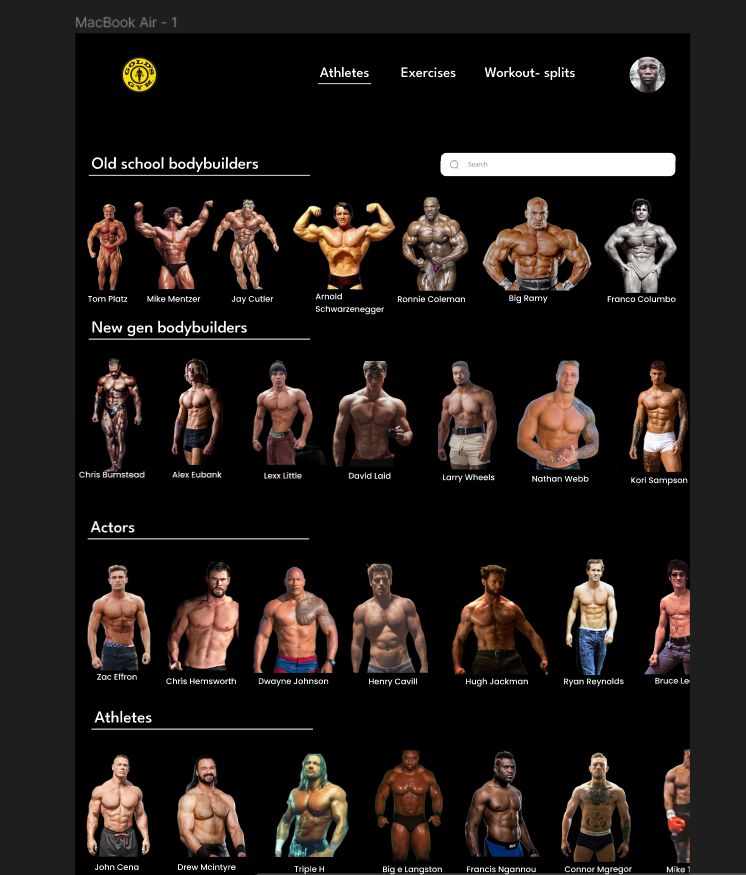 MacBook Air - 1
GOLD'S GYM
Athletes Exercises Workout- splits
Old school bodybuilders
Search
Tom Platz Mike Mentzer Jay Cutler Arnold Schwarzenegger Ronnie Coleman Big Ramy Franco Columbo
New gen bodybuilders
Chris Bumstead Alex Eubank Lexx Little David Laid Larry Wheels Nathan Webb Kori Sampson
Actors
Zac Effron Chris Hemsworth Dwayne Johnson Henry Cavill Hugh Jackman Ryan Reynolds Bruce Le
Athletes
John Cena Drew Mcintyre Triple H Big e Langston Francis Ngannou Connor Mgregor Mike T